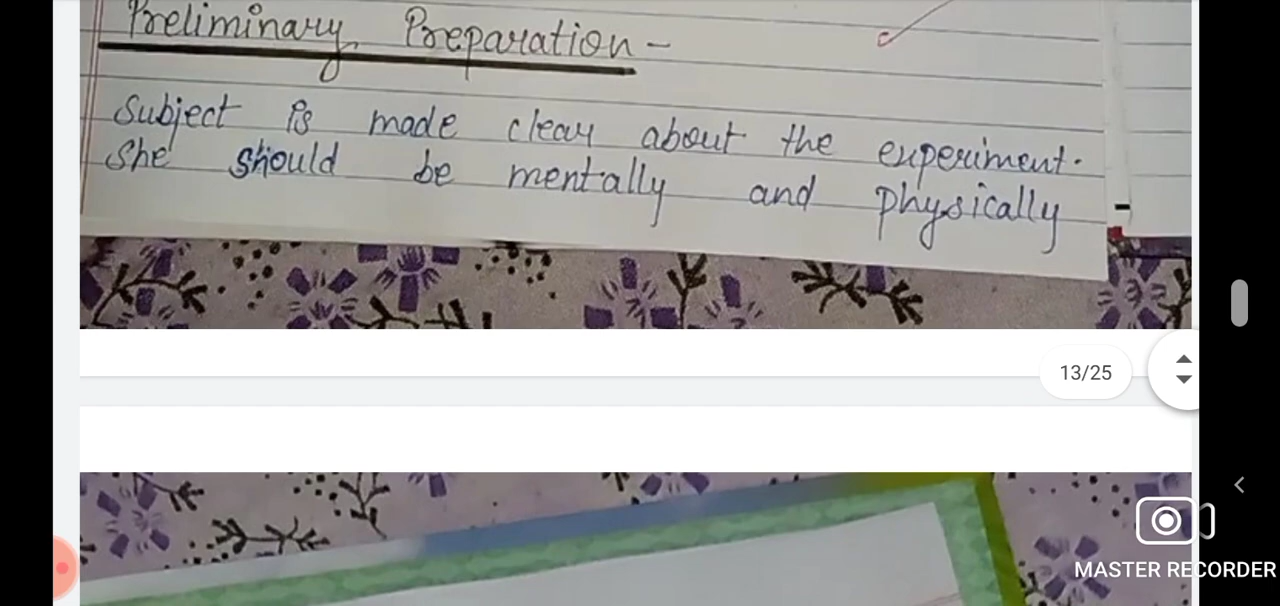 Preliminary Preparation -
Subject is made clear about the experiment.
She should be mentally and physically
13/25
MASTER RECORDER